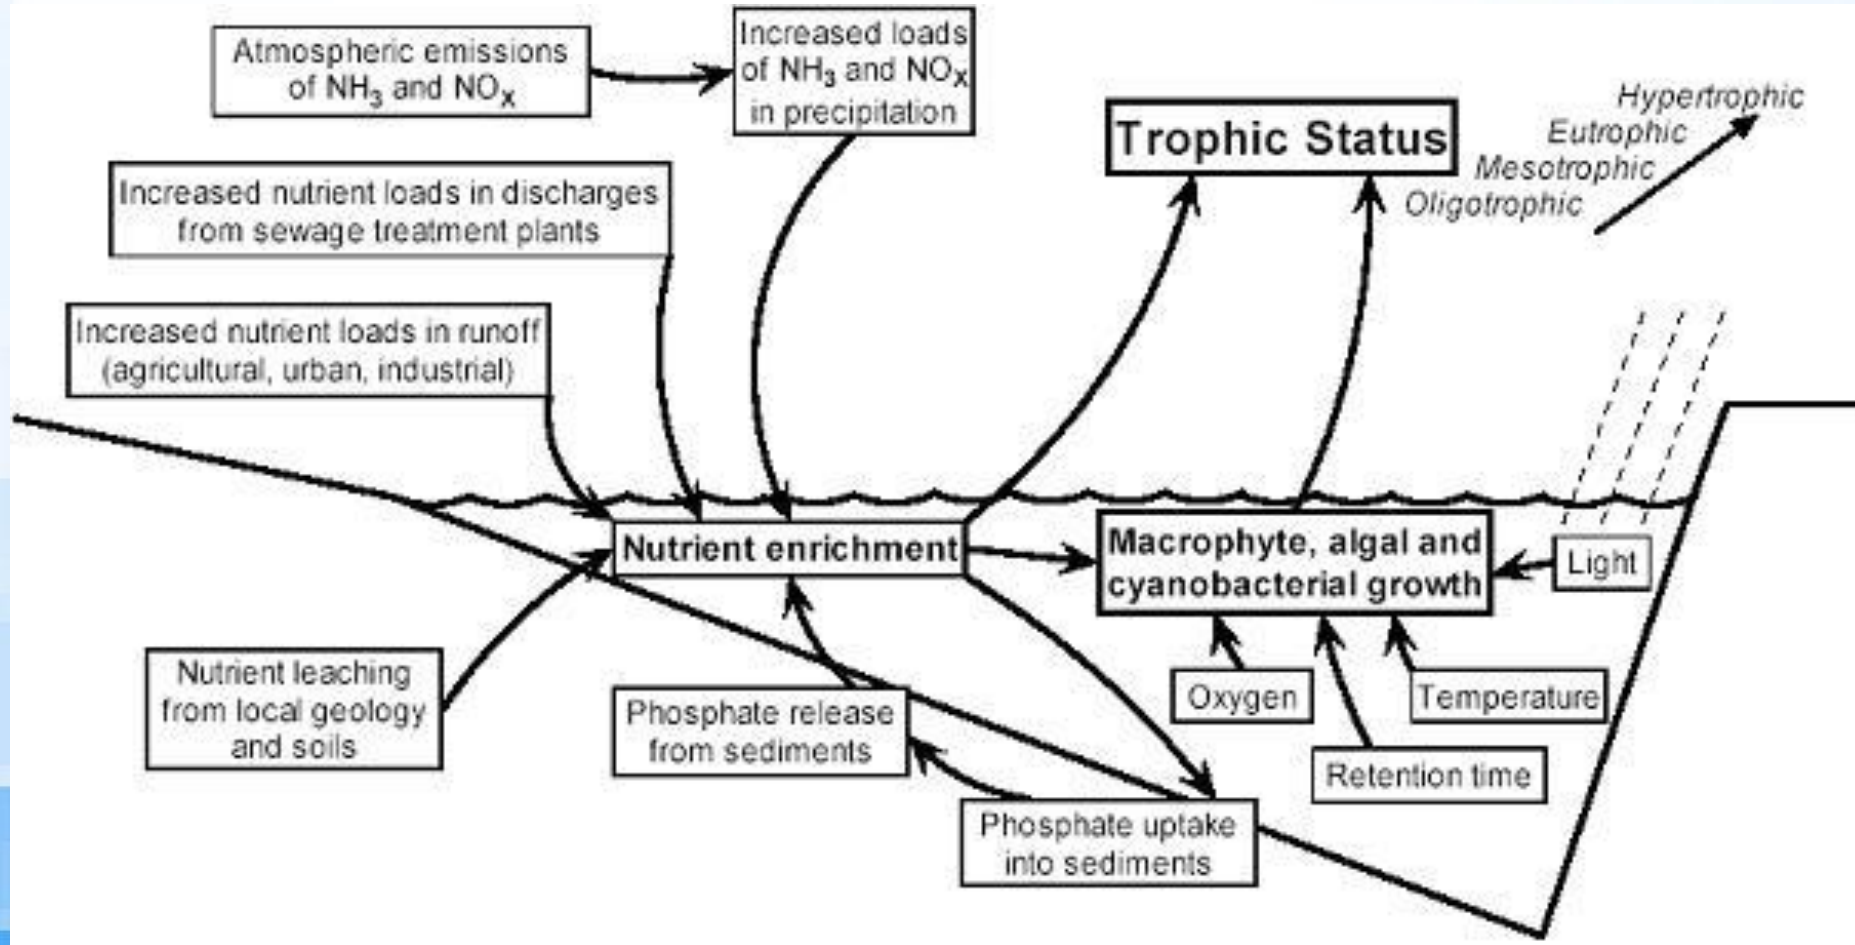 Atmospheric emissions
of NH₃ and NOₓ
Increased loads
of NH₃ and NOₓ
in precipitation
Trophic Status
Hypertrophic
Eutrophic
Mesotrophic
Oligotrophic
Increased nutrient loads in discharges
from sewage treatment plants
Increased nutrient loads in runoff
(agricultural, urban, industrial)
Nutrient enrichment
Macrophyte, algal and
cyanobacterial growth
Light
Nutrient leaching
from local geology
and soils
Phosphate release
from sediments
Oxygen
Temperature
Retention time
Phosphate uptake
into sediments